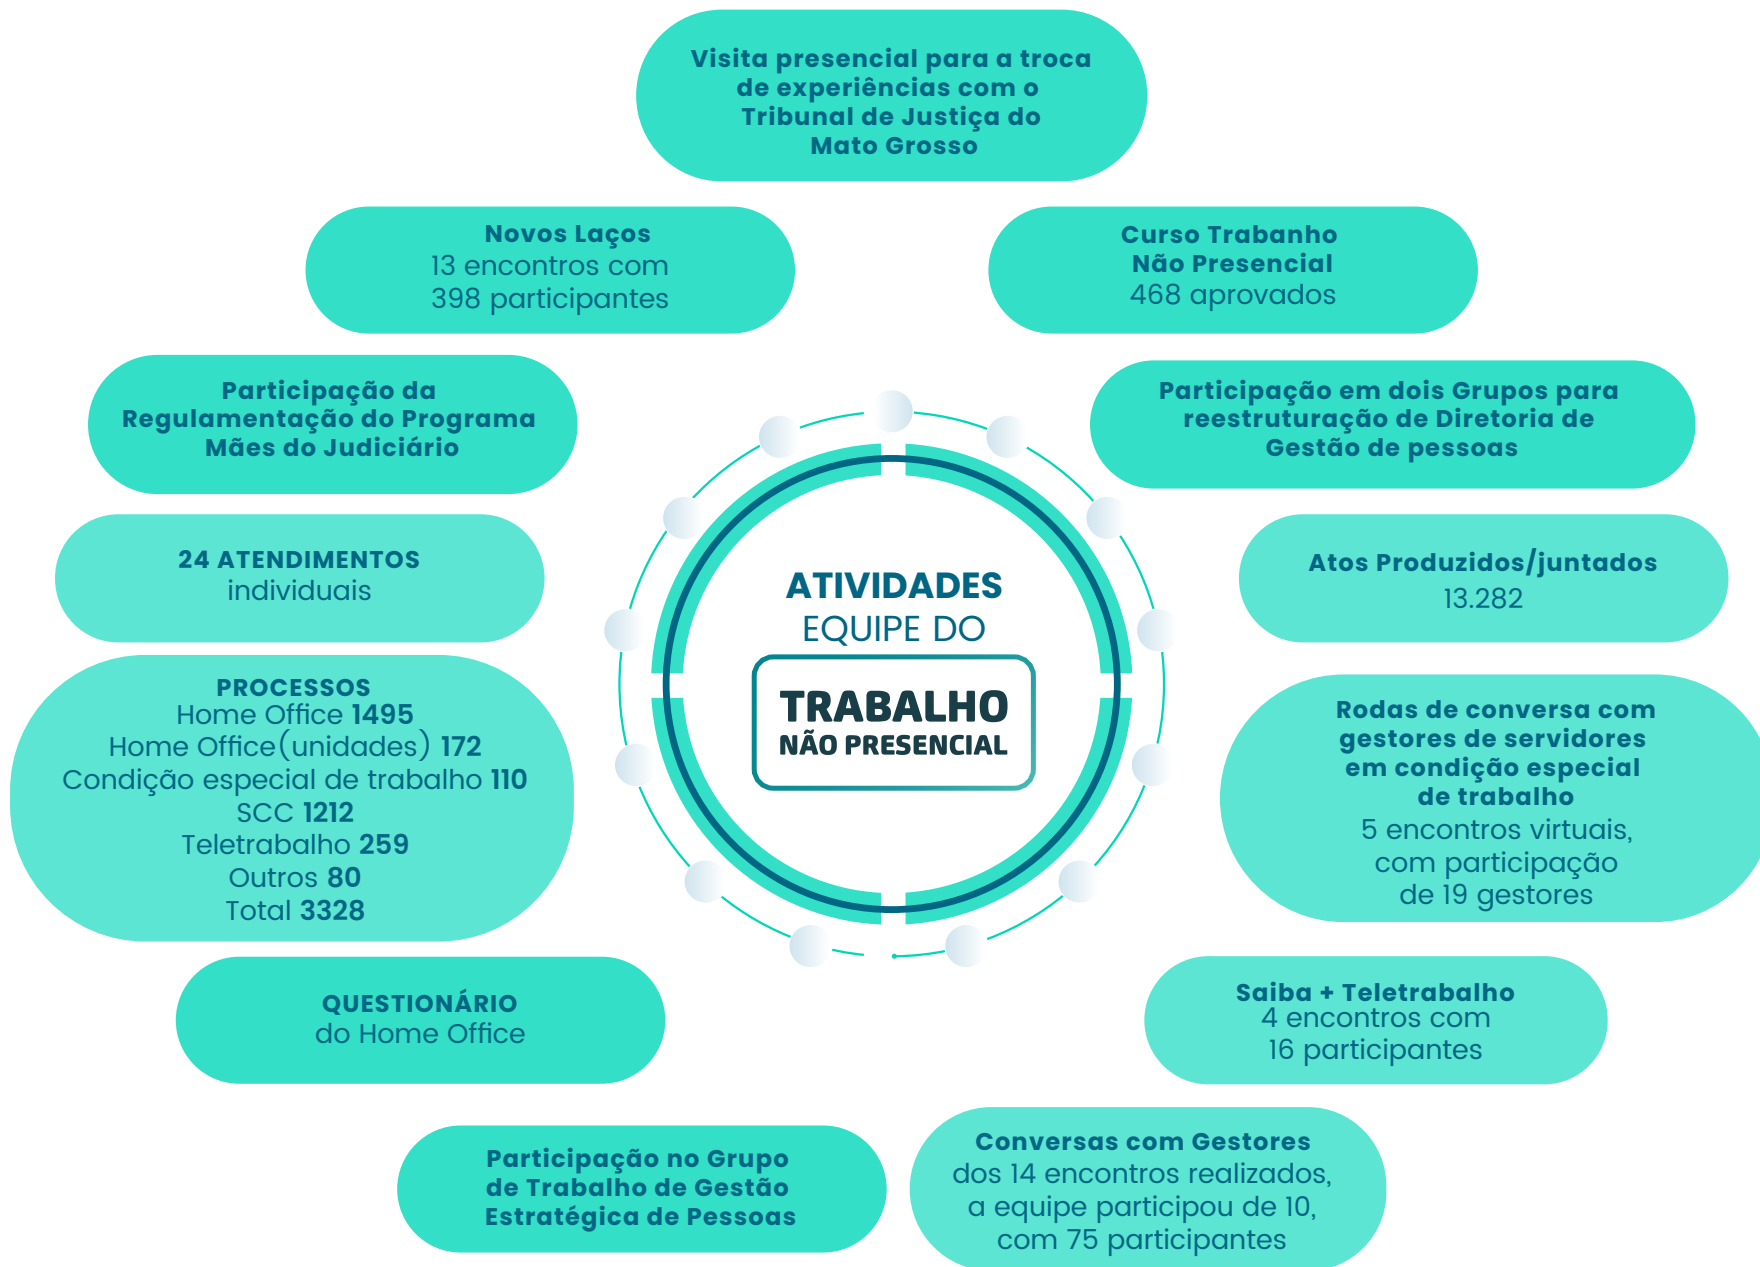 Visita presencial para a troca
de experiências com o
Tribunal de Justiça do
Mato Grosso
Novos Laços
13 encontros com
398 participantes
Curso Trabanho
Não Presencial
468 aprovados
Participação da
Regulamentação do Programa
Mães do Judiciário
Participação em dois Grupos para
reestruturação de Diretoria de
Gestão de pessoas
24 ATENDIMENTOS
individuais
Atos Produzidos/juntados
13.282
ATIVIDADES
EQUIPE DO
TRABALHO
NÃO PRESENCIAL
PROCESSOS
Home Office 1495
Home Office(unidades) 172
Condição especial de trabalho 110
SCC 1212
Teletrabalho 259
Outros 80
Total 3328
Rodas de conversa com
gestores de servidores
em condição especial
de trabalho
5 encontros virtuais,
com participação
de 19 gestores
QUESTIONÁRIO
do Home Office
Saiba + Teletrabalho
4 encontros com
16 participantes
Participação no Grupo
de Trabalho de Gestão
Estratégica de Pessoas
Conversas com Gestores
dos 14 encontros realizados,
a equipe participou de 10,
com 75 participantes